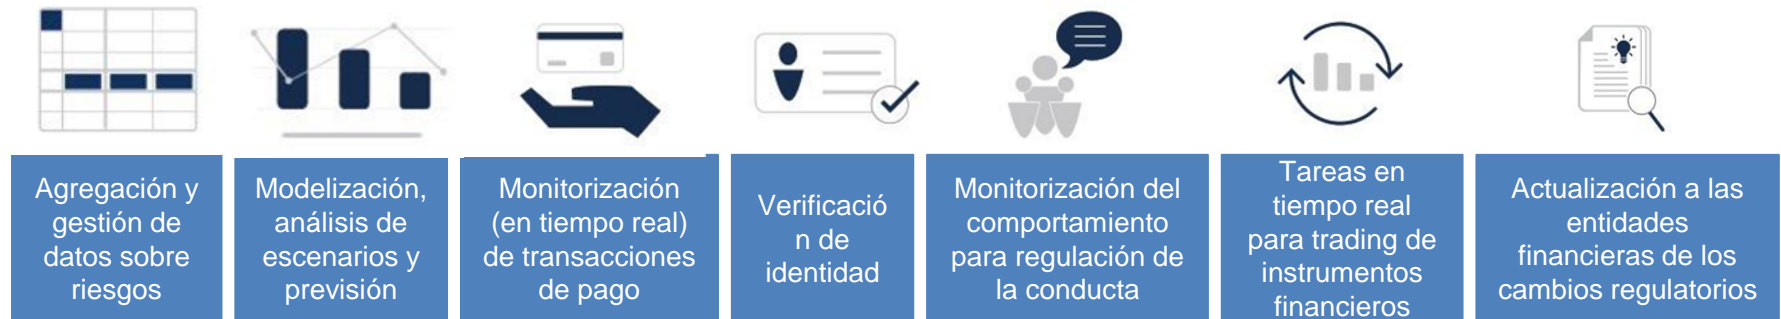 Agregación y
gestión de
datos sobre
riesgos
Modelización,
análisis de
escenarios y
previsión
Monitorización
(en tiempo real)
de transacciones
de pago
Verificació
n de
identidad
Monitorización del
comportamiento
para regulación de
la conducta
Tareas en
tiempo real
para trading de
instrumentos
financieros
Actualización a las
entidades
financieras de los
cambios regulatorios